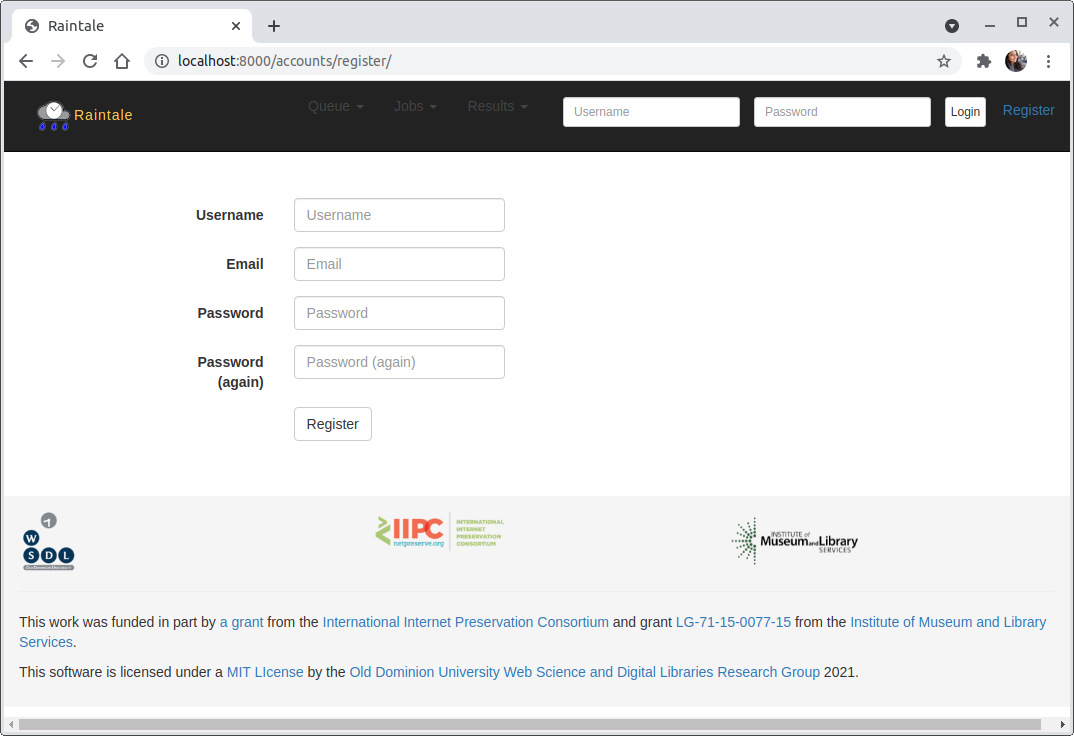 Raintale
localhost:8000/accounts/register/
Raintale
Queue
Jobs
Results
Username
Password
Login
Register
Username
Username
Email
Email
Password
Password
Password
(again)
Password (again)
Register
W
S D L
OLD DOMINION UNIVERSITY
IIPC
netpreserve.org
INTERNATIONAL
INTERNET
PRESERVATION
CONSORTIUM
INSTITUTE of
Museum and Library
SERVICES
This work was funded in part by a grant from the International Internet Preservation Consortium and grant LG-71-15-0077-15 from the Institute of Museum and Library
Services.
This software is licensed under a MIT LIcense by the Old Dominion University Web Science and Digital Libraries Research Group 2021.